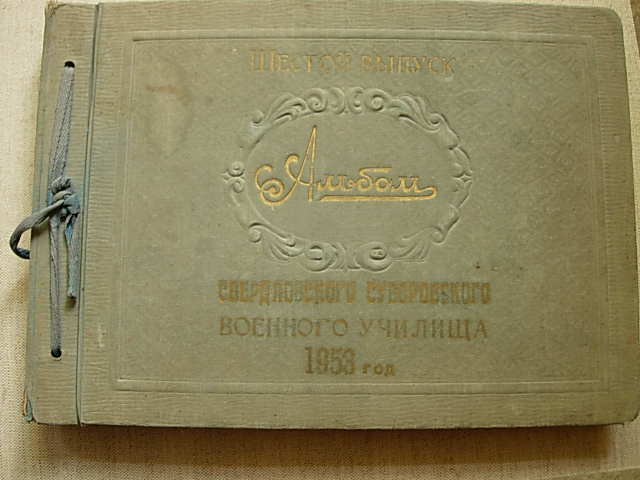 Шестой выпуск
Альбом
СВЕРДЛОВСКОГО СУВОРОВСКОГО
ВОЕННОГО УЧИЛИЩА
1953 год